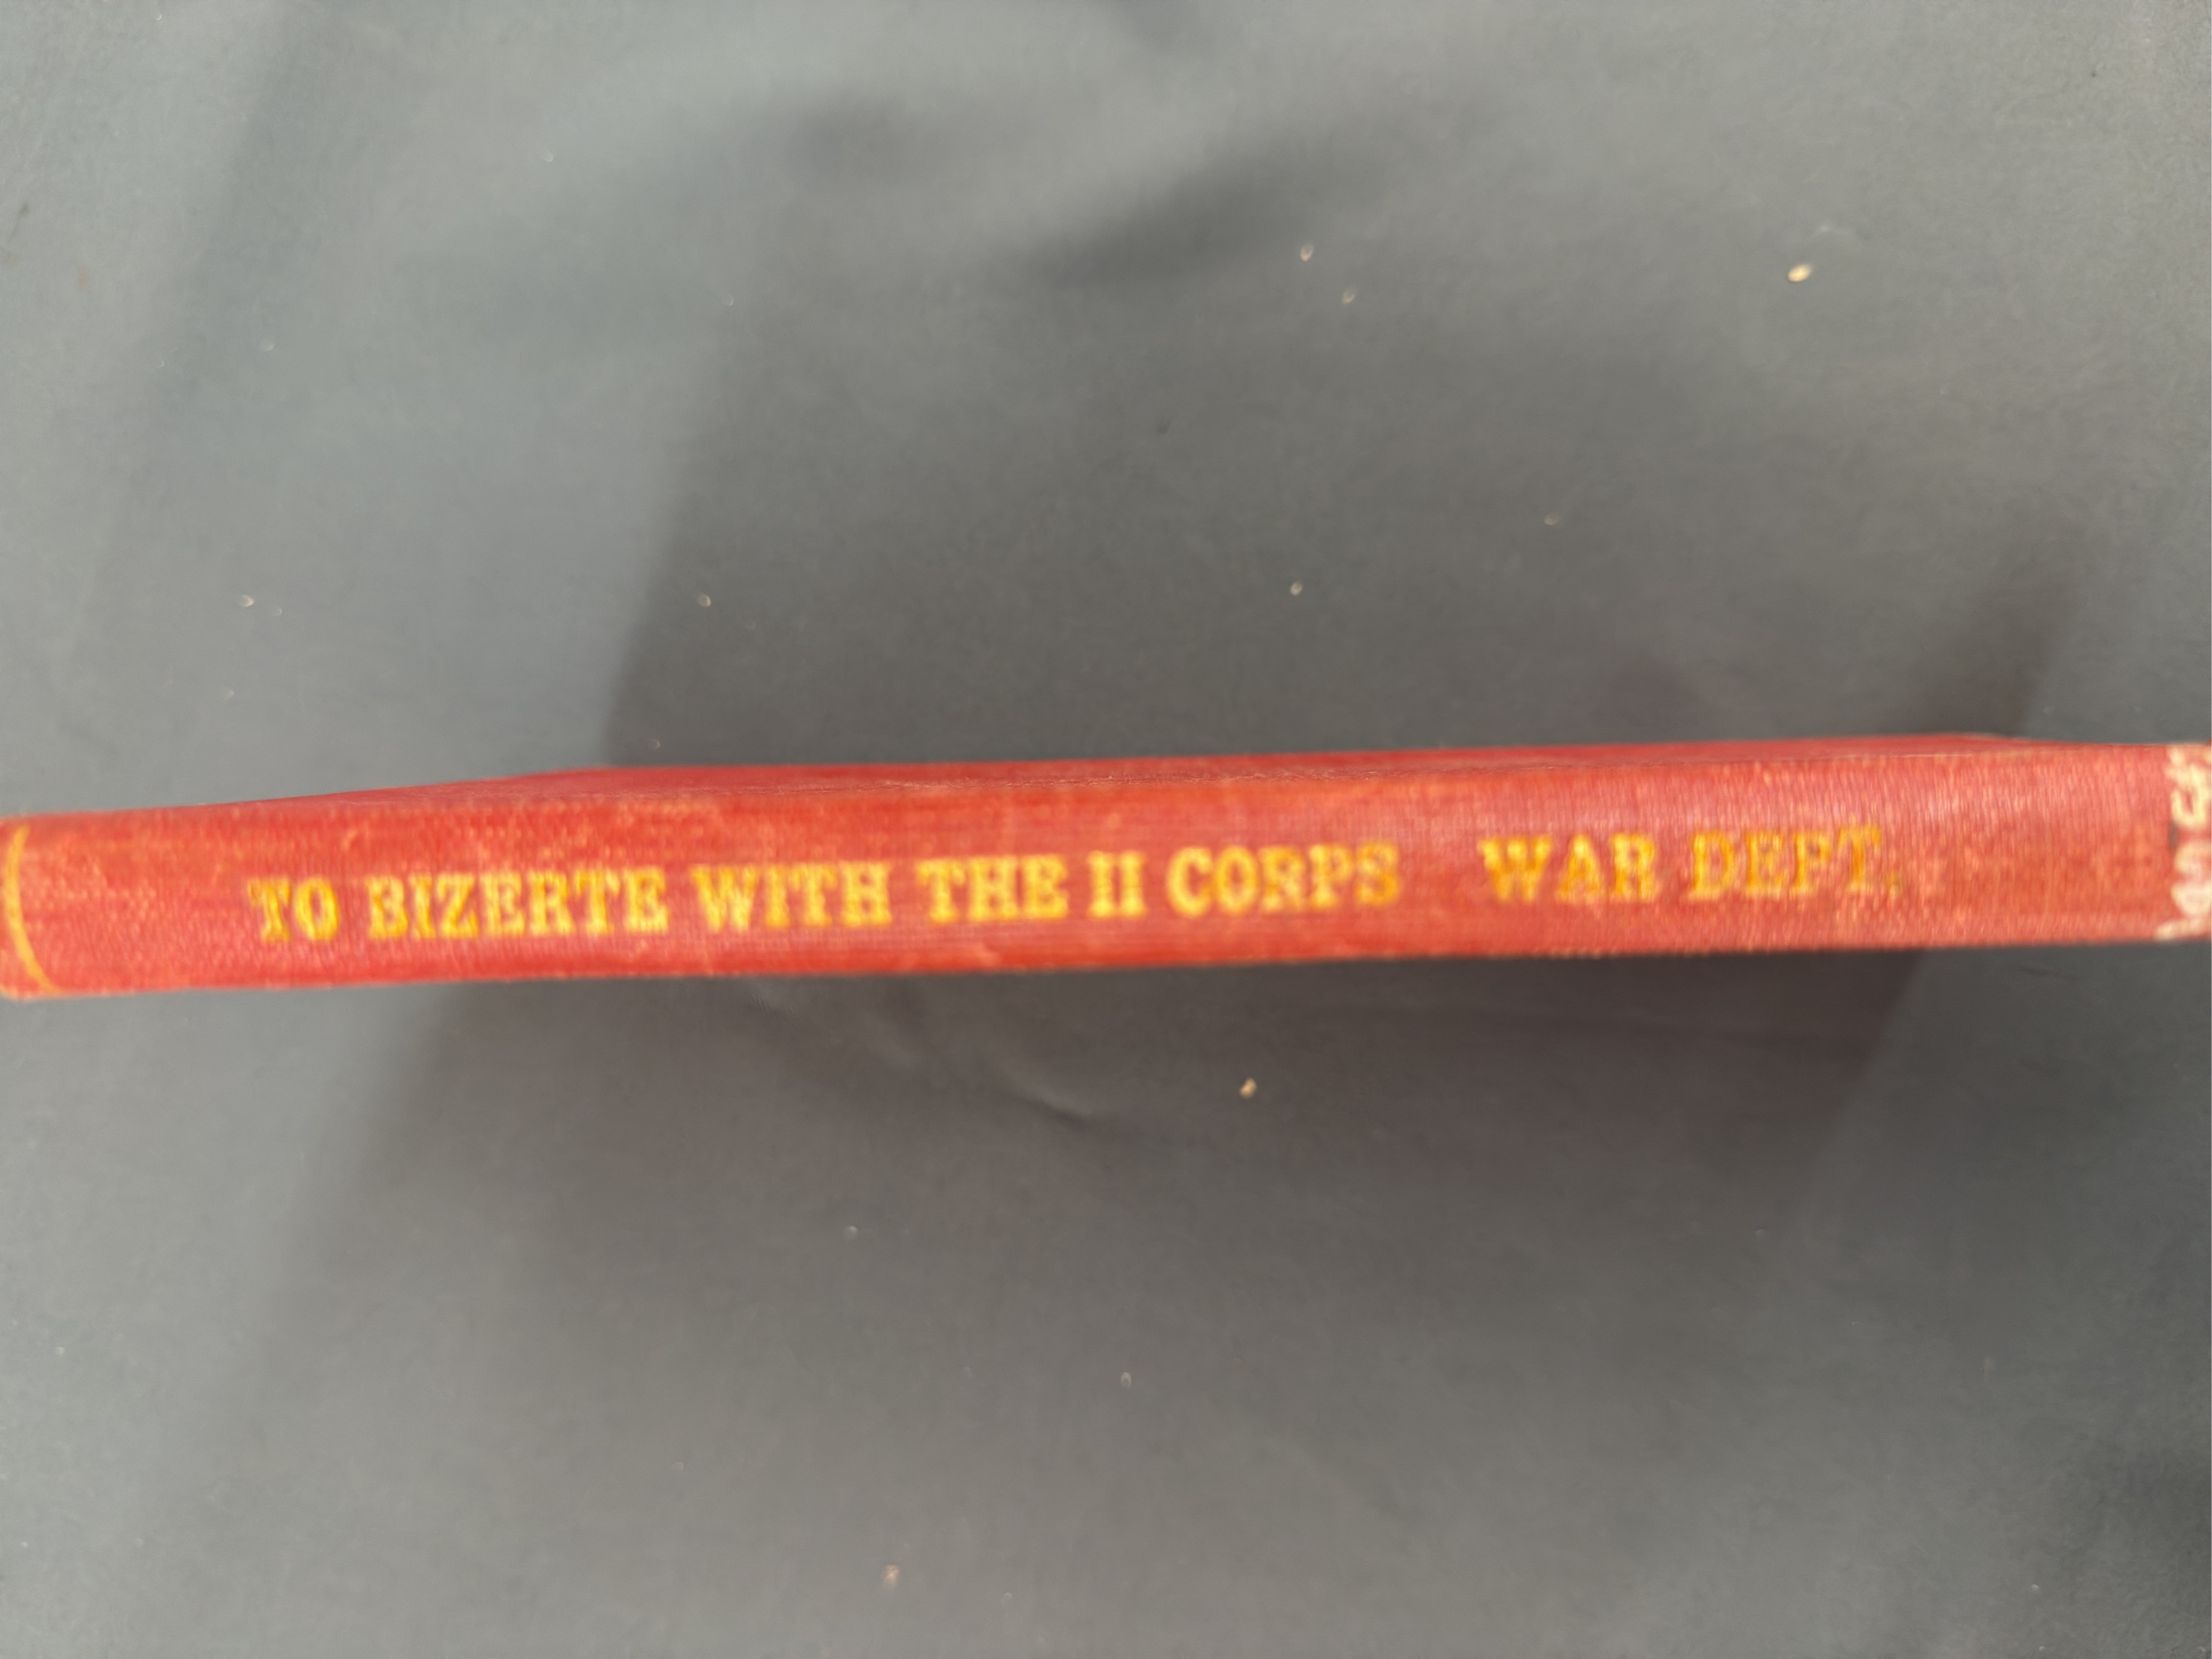 TO BIZERTE WITH THE II CORPS WAR DEPT.